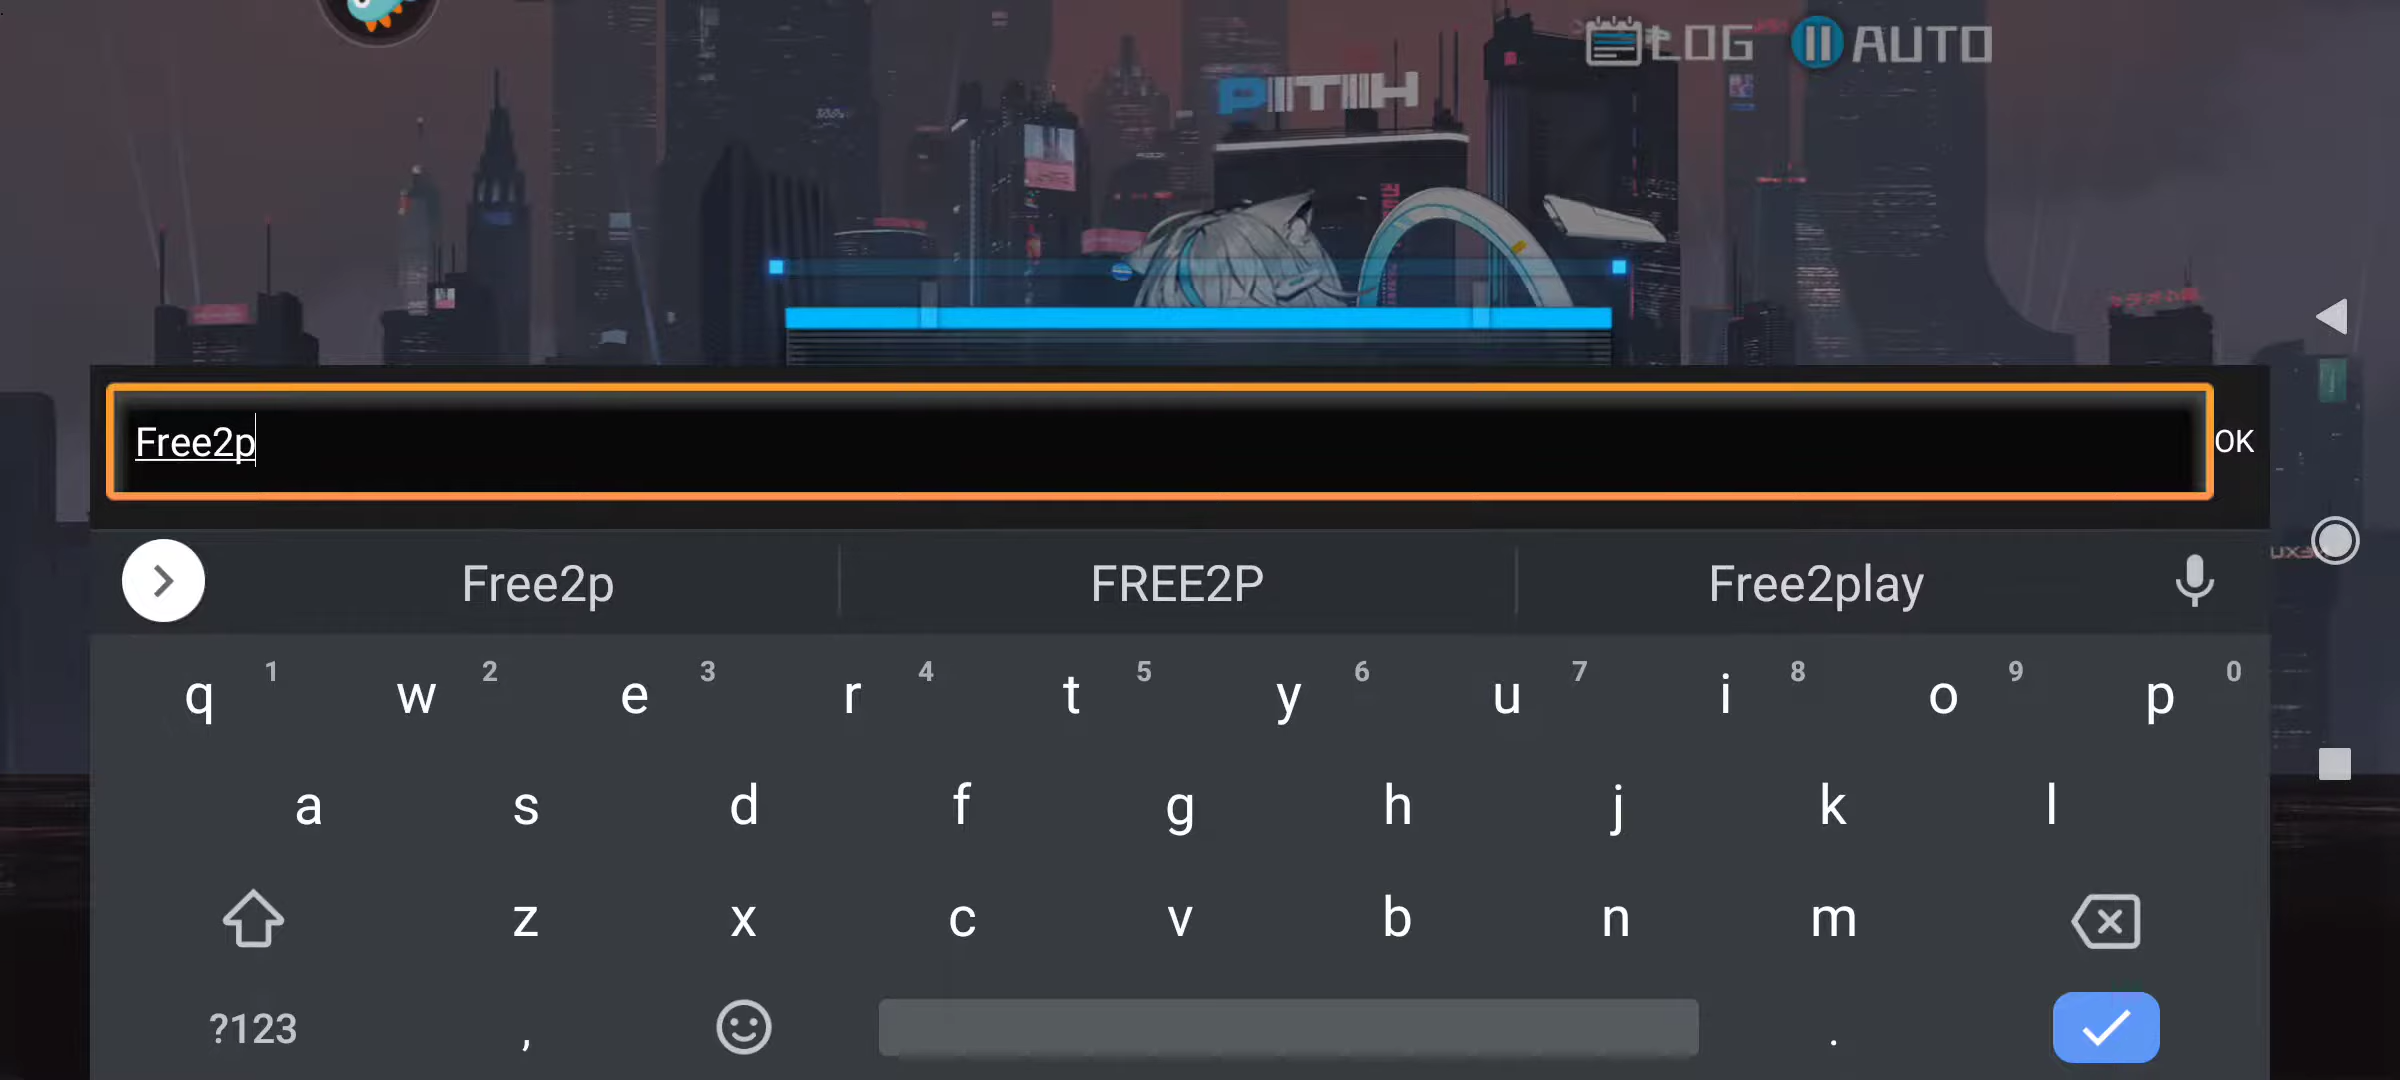 LOG AUTO
Free2p
OK
Free2p FREE2P Free2play
1 2 3 4 5 6 7 8 9 0
q w e r t y u i o p
a s d f g h j k l
z x c v b n m
?123 , .